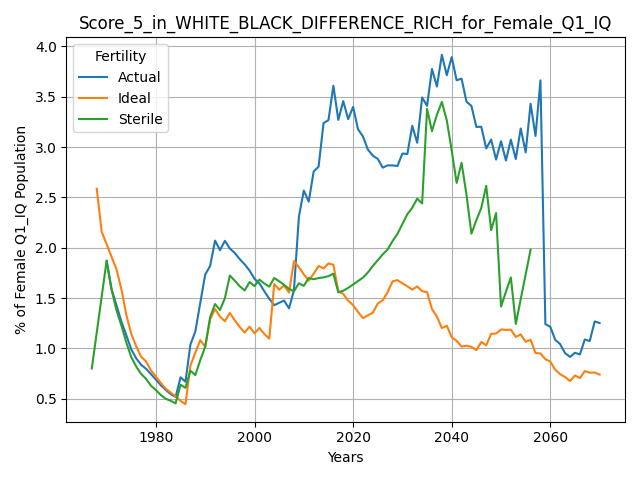 Score_5_in_WHITE_BLACK_DIFFERENCE_RICH_for_Female_Q1_IQ
Fertility
Actual
Ideal
Sterile
% of Female Q1_IQ Population
4.0
3.5
3.0
2.5
2.0
1.5
1.0
0.5
1980
2000
2020
2040
2060
Years